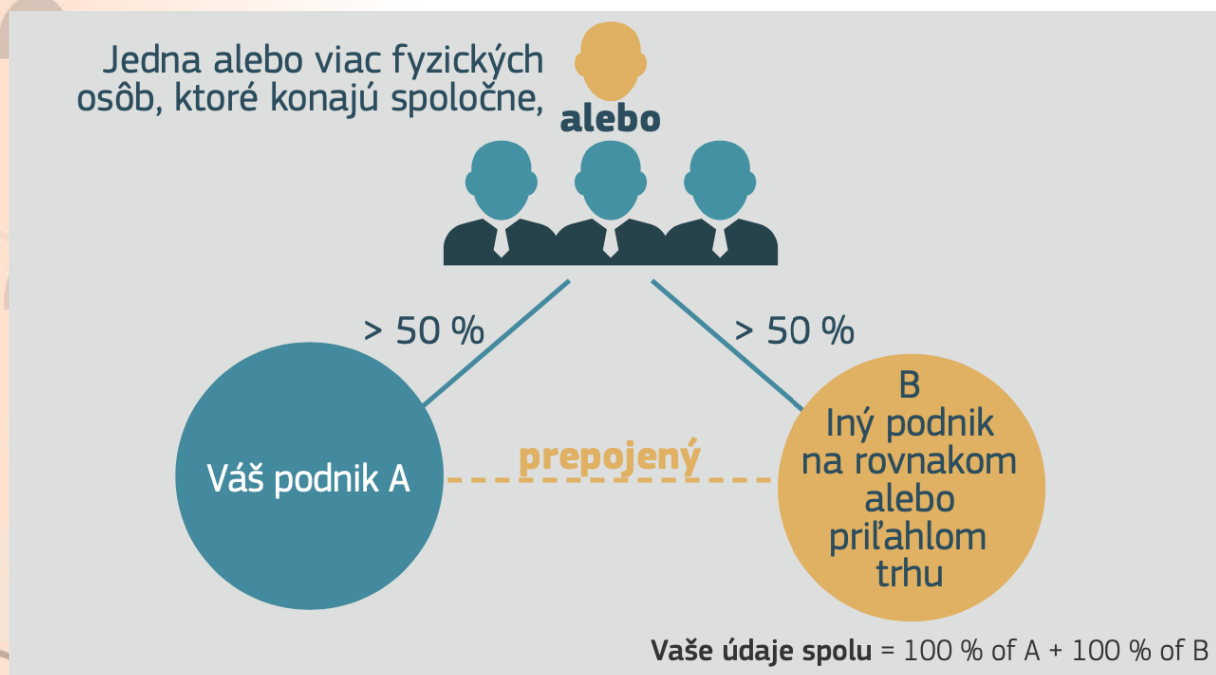 Jedna alebo viac fyzických
osôb, ktoré konajú spoločne,
alebo
> 50 %
> 50 %
Váš podnik A
prepojený
B
Iný podnik
na rovnakom
alebo
priľahlom
trhu
Vaše údaje spolu = 100 % of A + 100 % of B